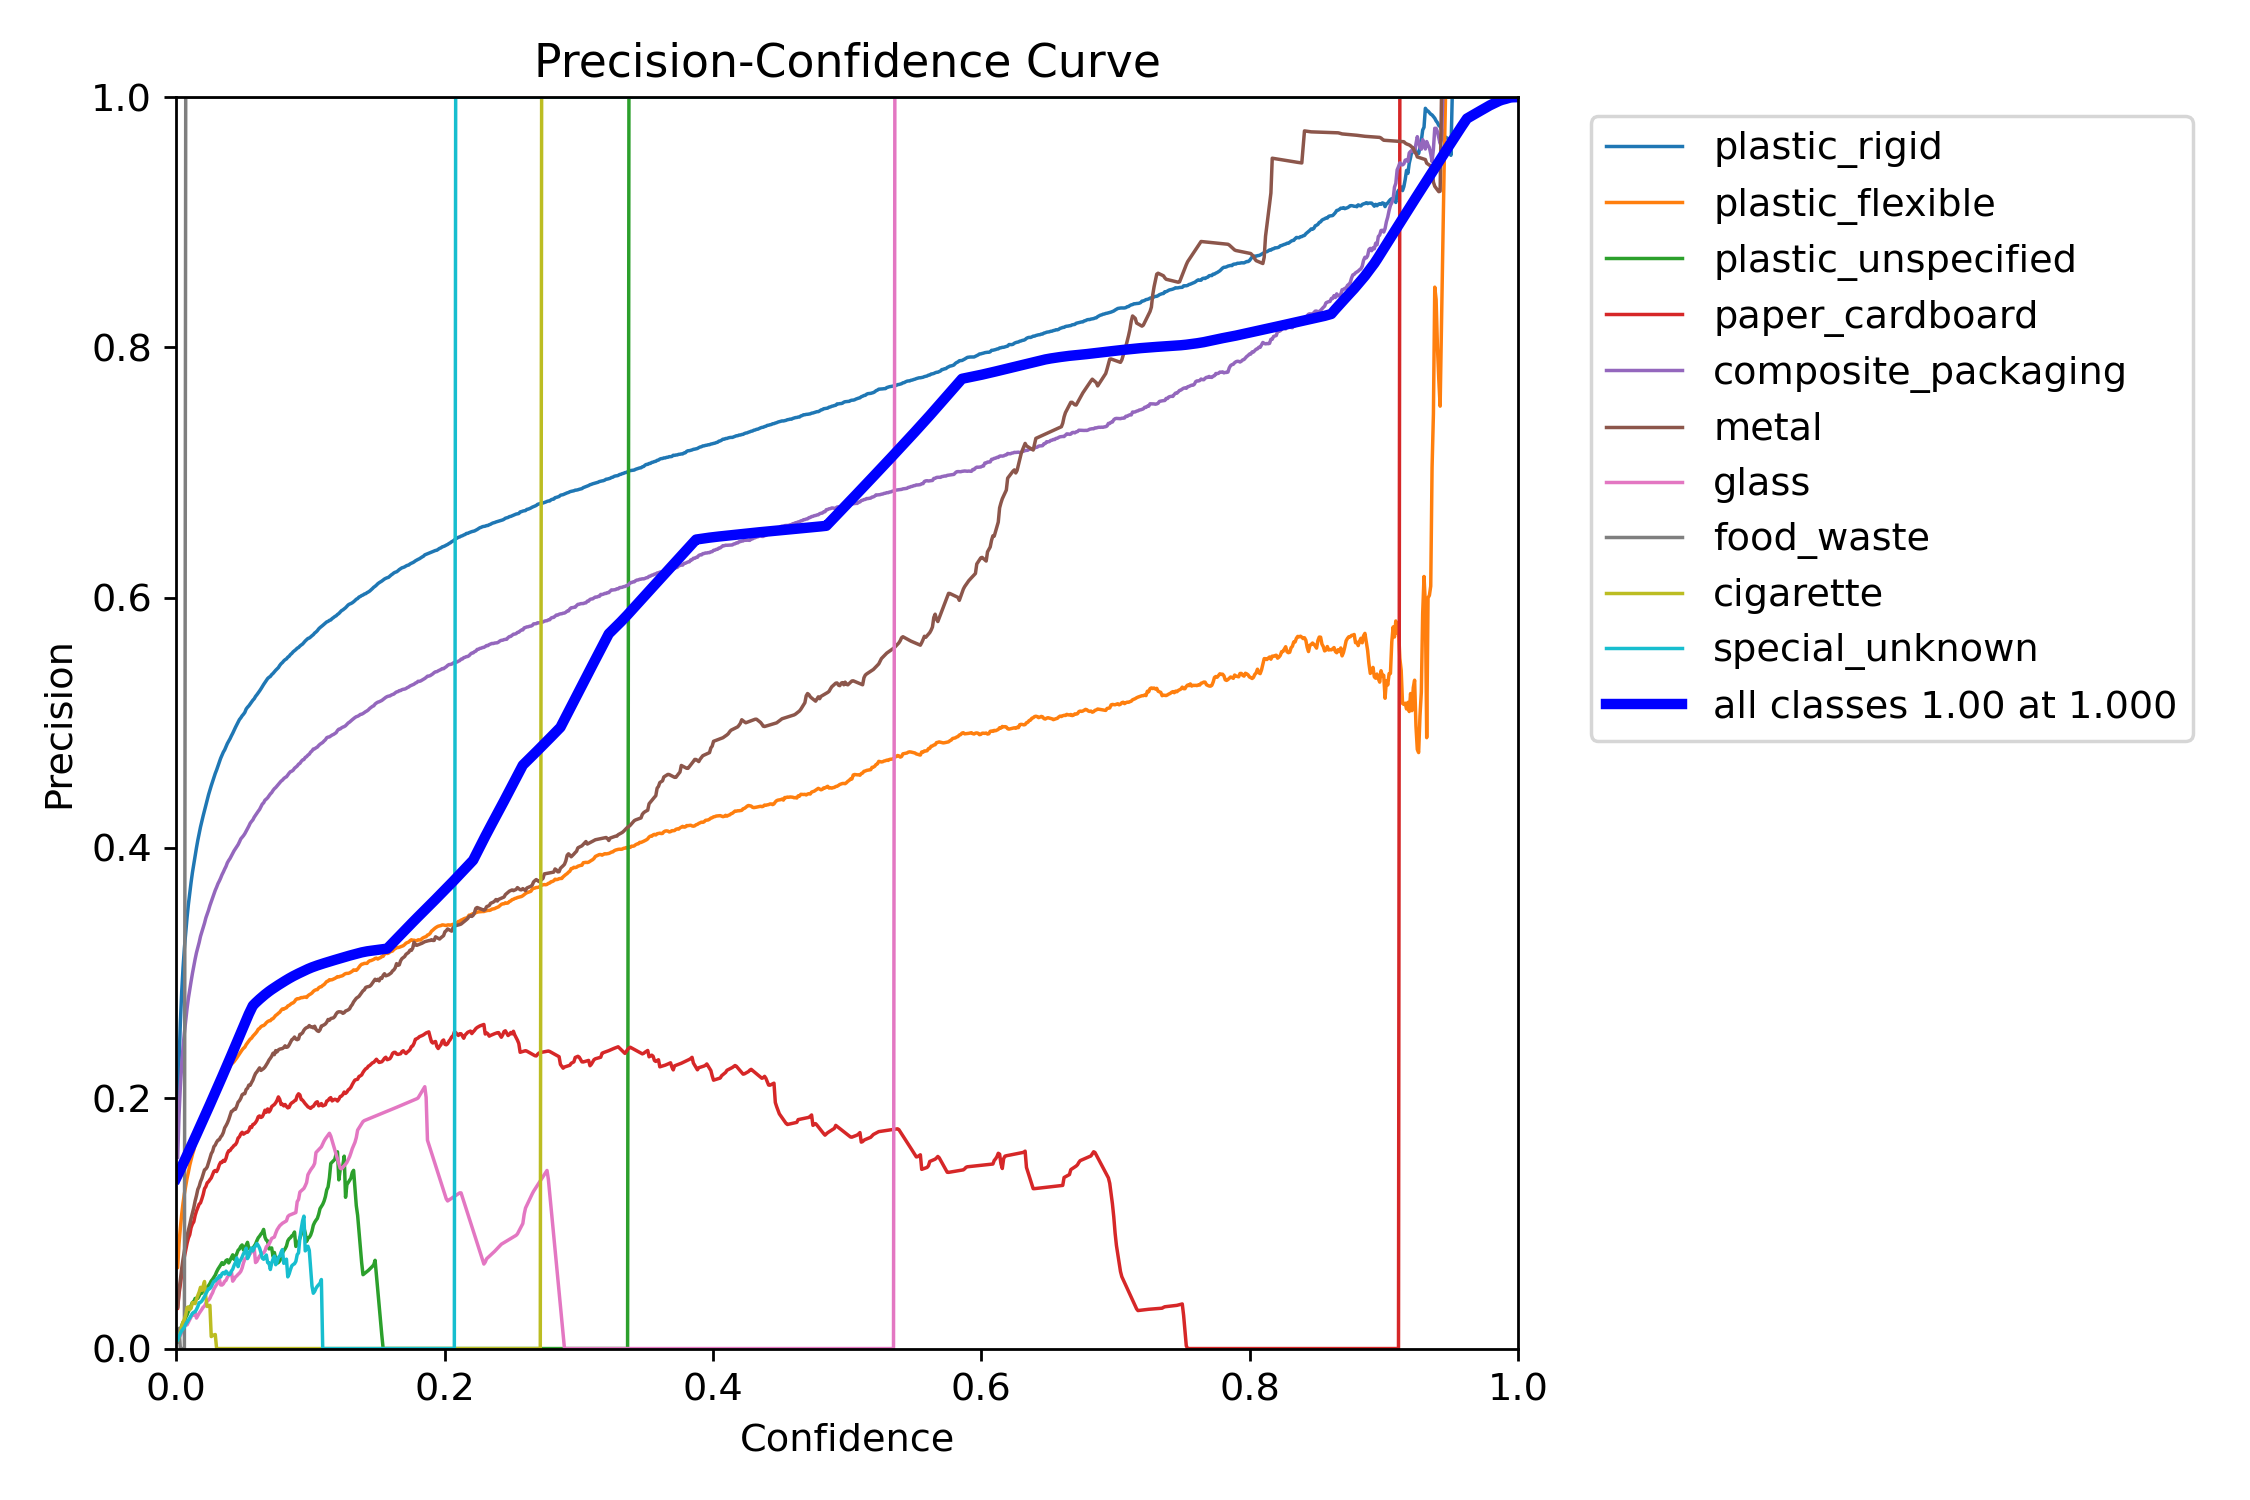 Precision-Confidence Curve
1.0
0.8
0.6
0.4
0.2
0.0
Precision
0.0 0.2 0.4 0.6 0.8 1.0
Confidence
plastic_rigid
plastic_flexible
plastic_unspecified
paper_cardboard
composite_packaging
metal
glass
food_waste
cigarette
special_unknown
all classes 1.00 at 1.000